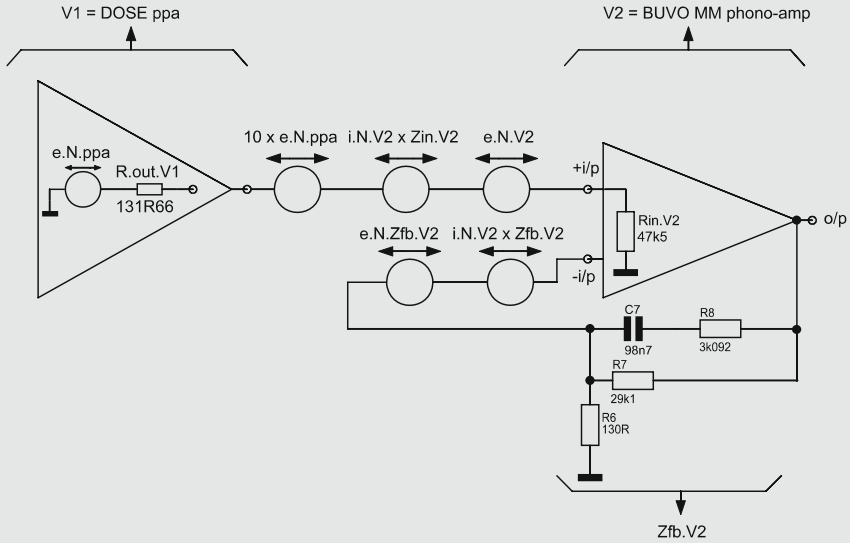 V1 = DOSE ppa
V2 = BUVO MM phono-amp
10 x e.N.ppa
i.N.V2 x Zin.V2
e.N.V2
e.N.ppa
R.out.V1
131R66
+i/p
Rin.V2
47k5
o/p
e.N.Zfb.V2
i.N.V2 x Zfb.V2
-i/p
C7
98n7
R8
3k092
R7
29k1
R6
130R
Zfb.V2